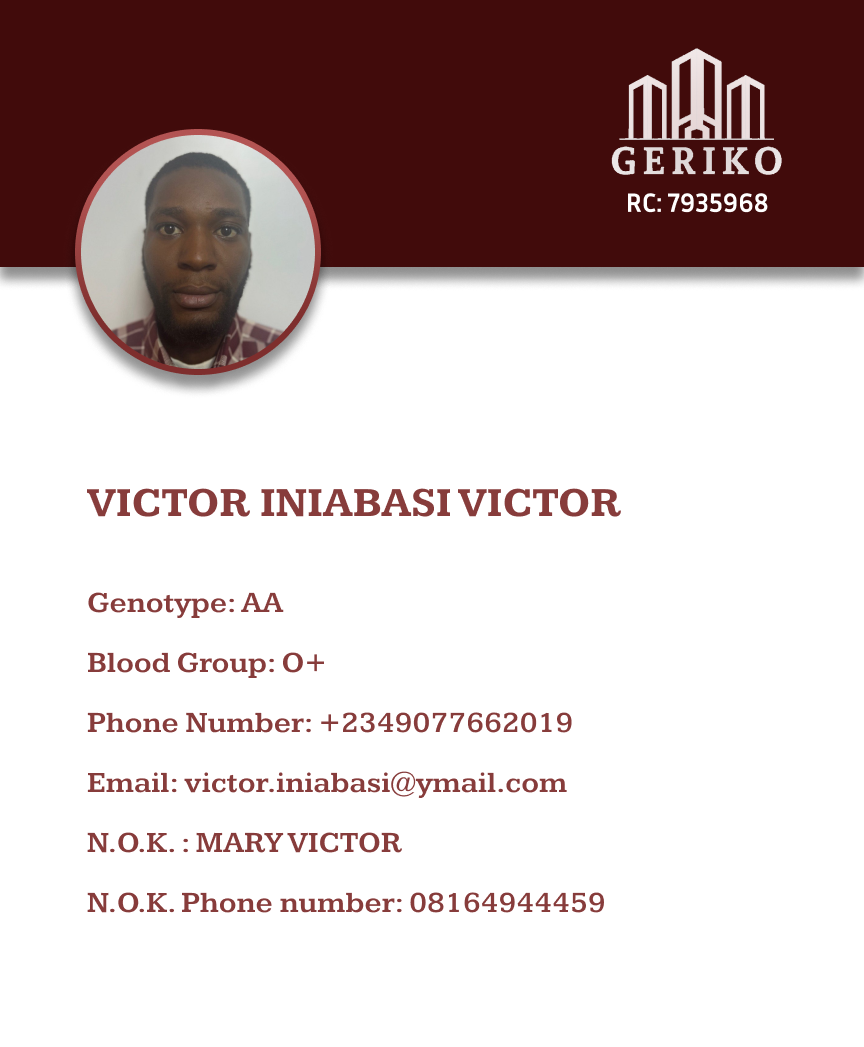 GERIKO
RC: 7935968
VICTOR INIABASI VICTOR
Genotype: AA
Blood Group: O+
Phone Number: +2349077662019
Email: victor.iniabasi@ymail.com
N.O.K. : MARY VICTOR
N.O.K. Phone number: 08164944459